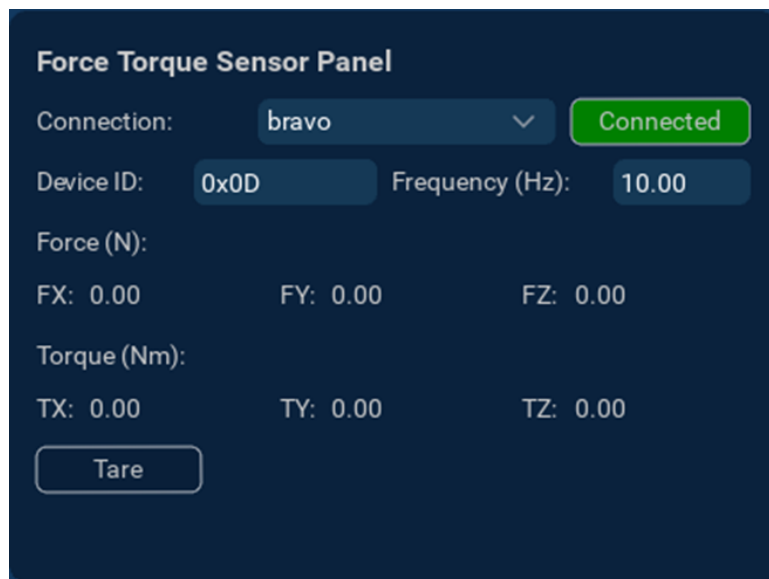 Force Torque Sensor Panel
Connection: bravo Connected
Device ID: 0x0D Frequency (Hz): 10.00
Force (N):
FX: 0.00 FY: 0.00 FZ: 0.00
Torque (Nm):
TX: 0.00 TY: 0.00 TZ: 0.00
Tare